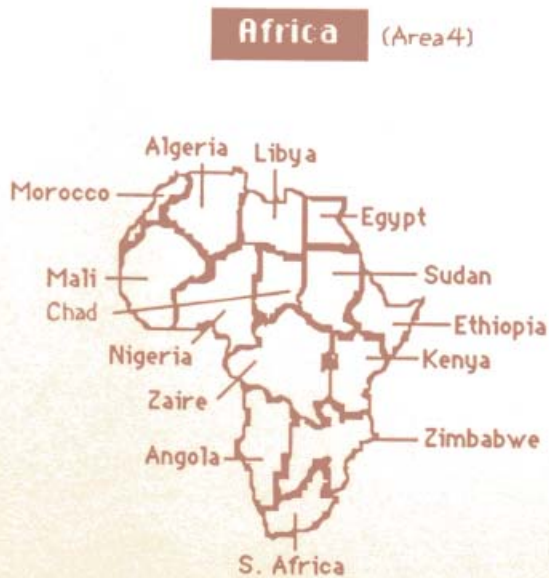 Africa (Area4)
Algeria Libya
Morocco
Egypt
Mali
Sudan
Chad
Ethiopia
Nigeria
Kenya
Zaire
Zimbabwe
Angola
S. Africa